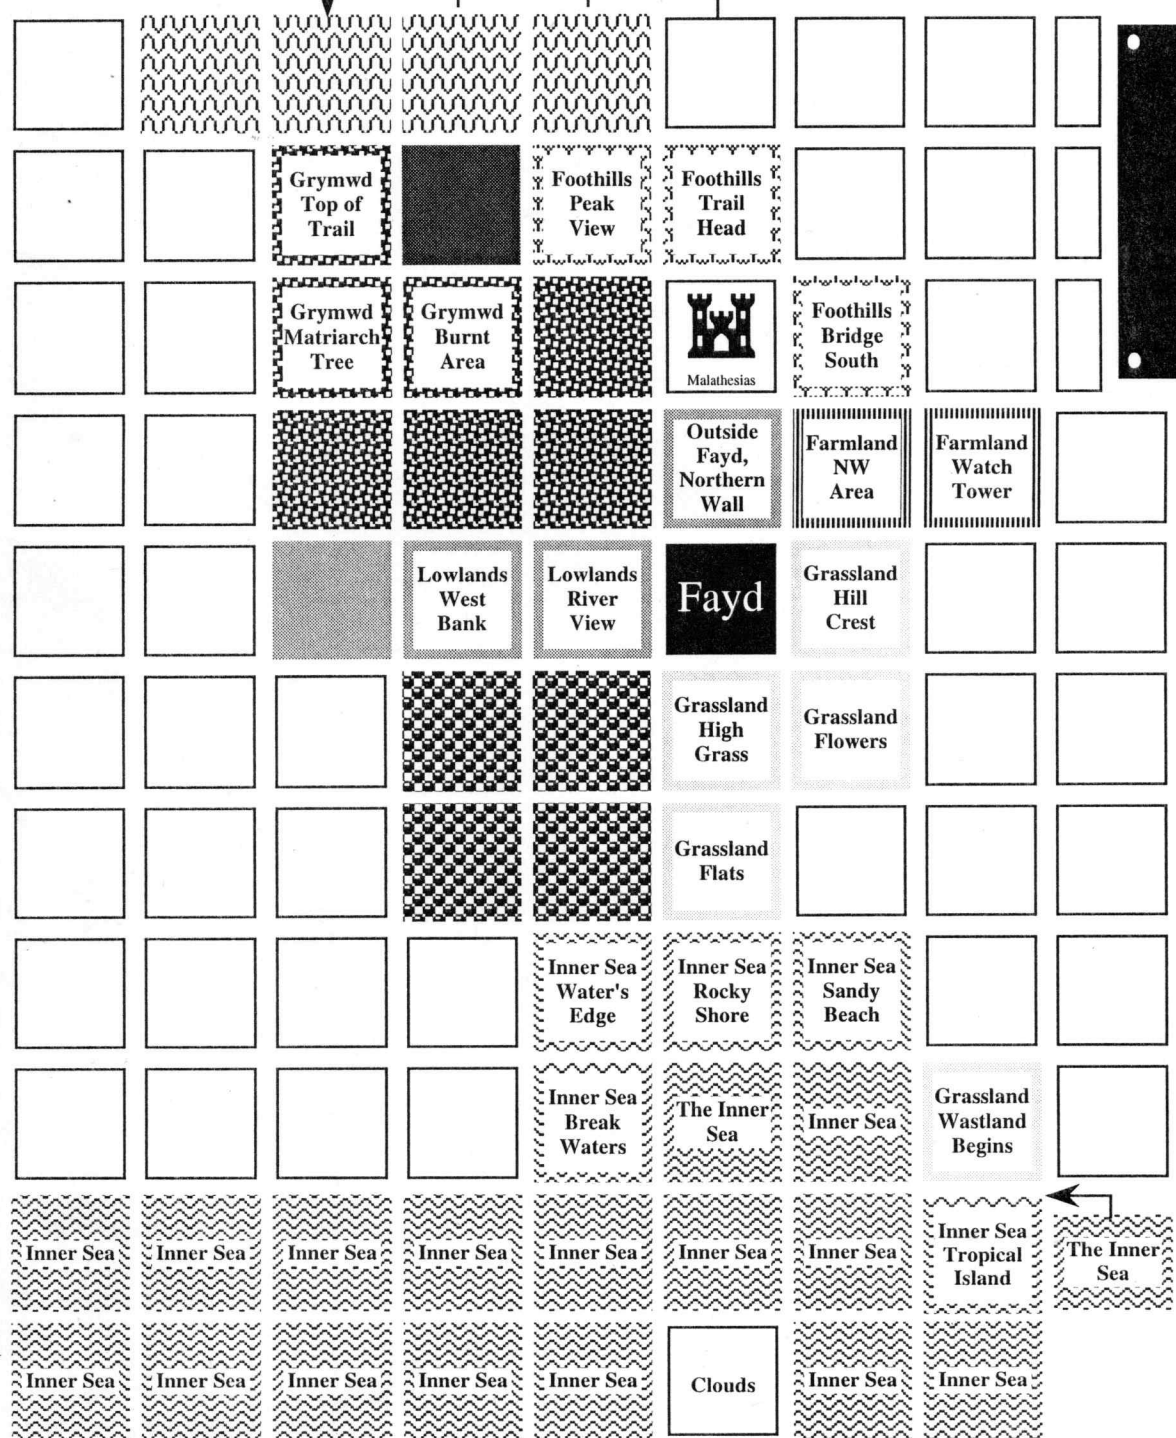 Grymwd
Top of
Trail
Foothills
Peak
View
Foothills
Trail
Head
Grymwd
Matriarch
Tree
Grymwd
Burnt
Area
Malathesias
Foothills
Bridge
South
Outside
Fayd,
Northern
Wall
Farmland
NW
Area
Farmland
Watch
Tower
Lowlands
West
Bank
Lowlands
River
View
Fayd
Grassland
Hill
Crest
Grassland
High
Grass
Grassland
Flowers
Grassland
Flats
Inner Sea
Water's
Edge
Inner Sea
Rocky
Shore
Inner Sea
Sandy
Beach
Inner Sea
Break
Waters
The Inner
Sea
Inner Sea
Grassland
Wastland
Begins
Inner Sea
Inner Sea
Inner Sea
Inner Sea
Inner Sea
Inner Sea
Inner Sea
Inner Sea
Tropical
Island
The Inner
Sea
Inner Sea
Inner Sea
Inner Sea
Inner Sea
Inner Sea
Clouds
Inner Sea
Inner Sea